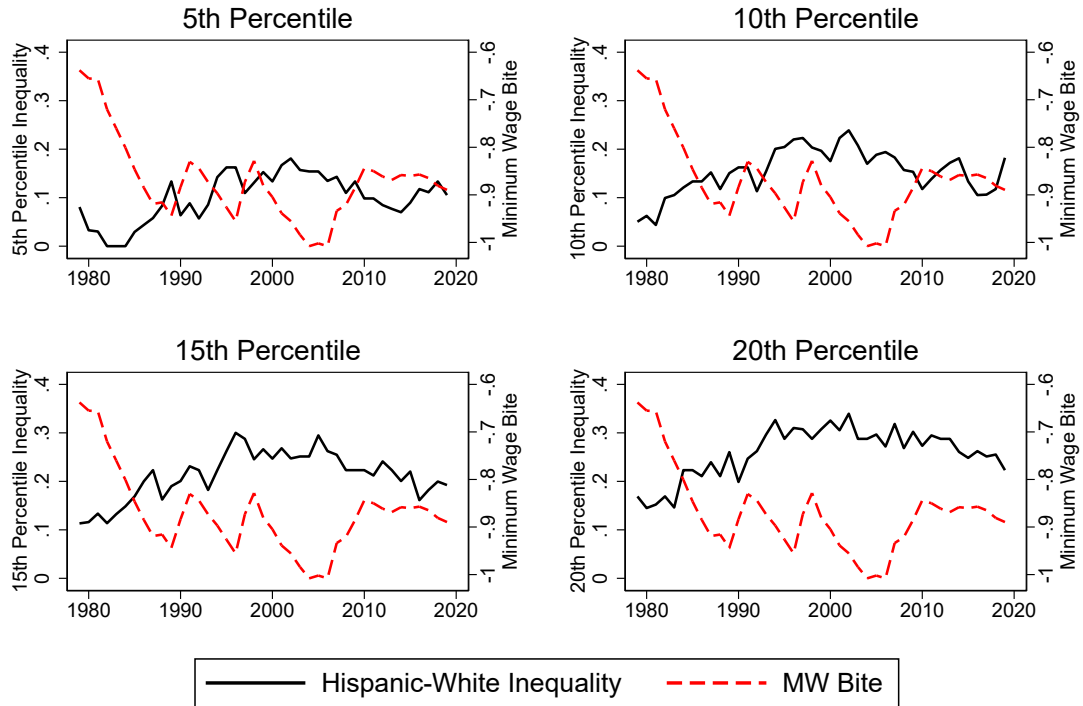 5th Percentile
5th Percentile Inequality
0 .1 .2 .3 .4
-1 -.9 -.8 -.7 -.6
Minimum Wage Bite
1980 1990 2000 2010 2020
10th Percentile
10th Percentile Inequality
0 .1 .2 .3 .4
-1 -.9 -.8 -.7 -.6
Minimum Wage Bite
1980 1990 2000 2010 2020
15th Percentile
15th Percentile Inequality
0 .1 .2 .3 .4
-1 -.9 -.8 -.7 -.6
Minimum Wage Bite
1980 1990 2000 2010 2020
20th Percentile
20th Percentile Inequality
0 .1 .2 .3 .4
-1 -.9 -.8 -.7 -.6
Minimum Wage Bite
1980 1990 2000 2010 2020
Hispanic-White Inequality MW Bite